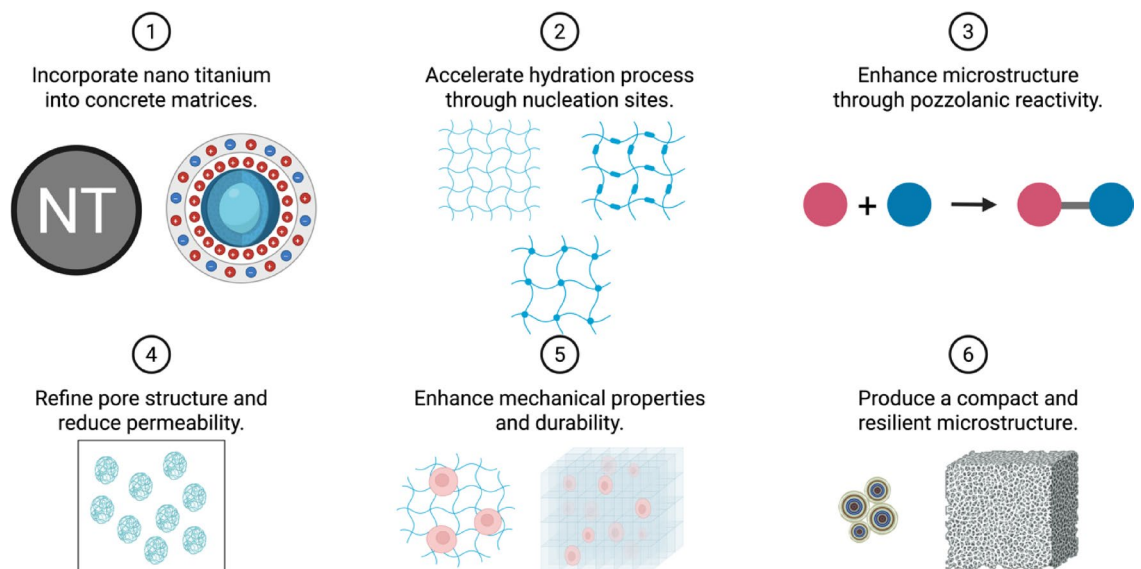 1
Incorporate nano titanium
into concrete matrices.
NT
2
Accelerate hydration process
through nucleation sites.
3
Enhance microstructure
through pozzolanic reactivity.
+
4
Refine pore structure and
reduce permeability.
5
Enhance mechanical properties
and durability.
6
Produce a compact and
resilient microstructure.